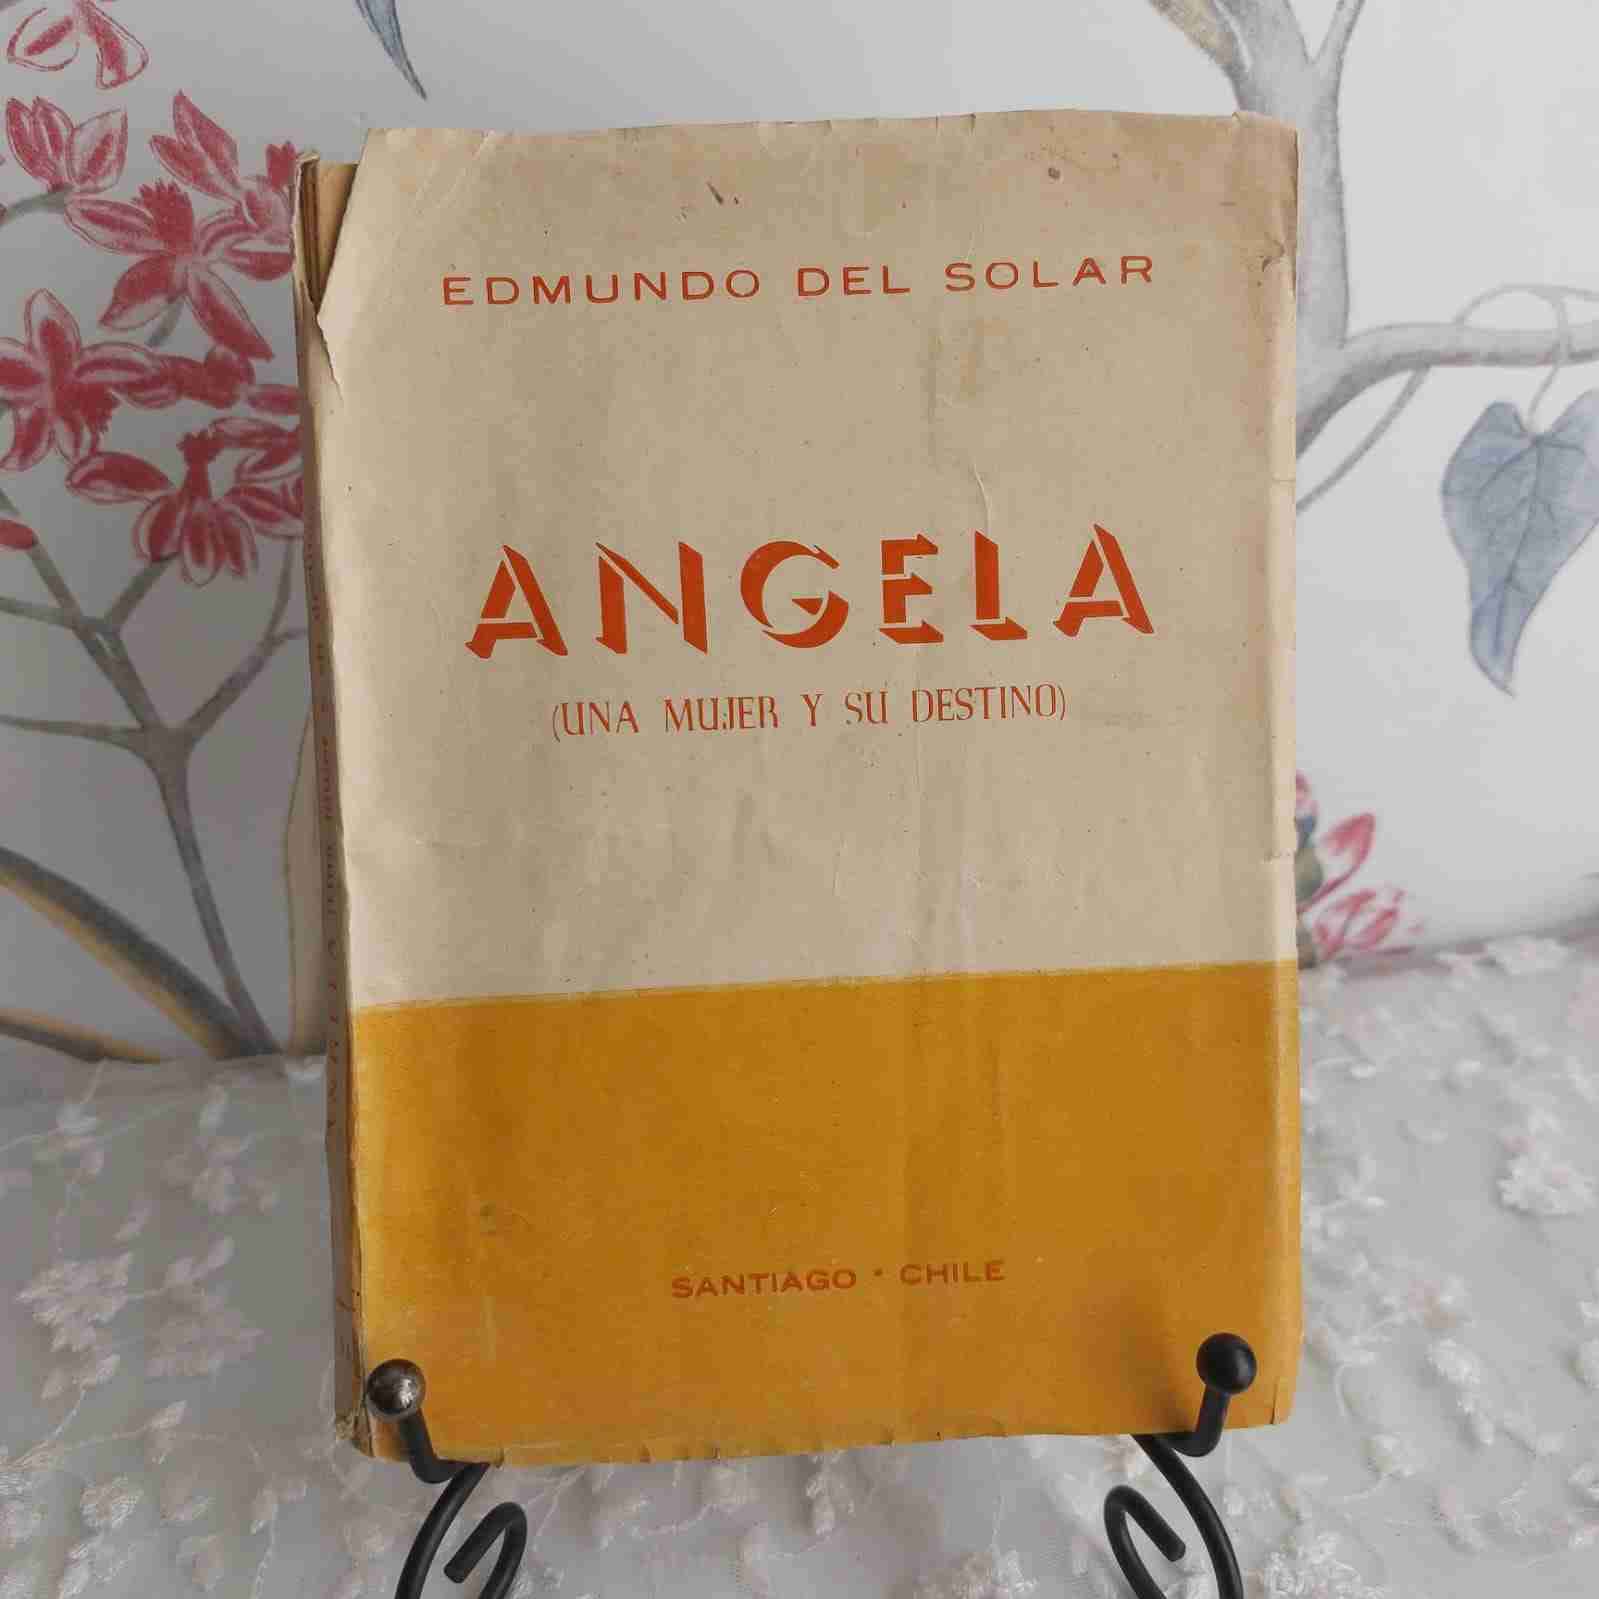 EDMUNDO DEL SOLAR
ANGELA
(UNA MUJER Y SU DESTINO)
SANTIAGO · CHILE